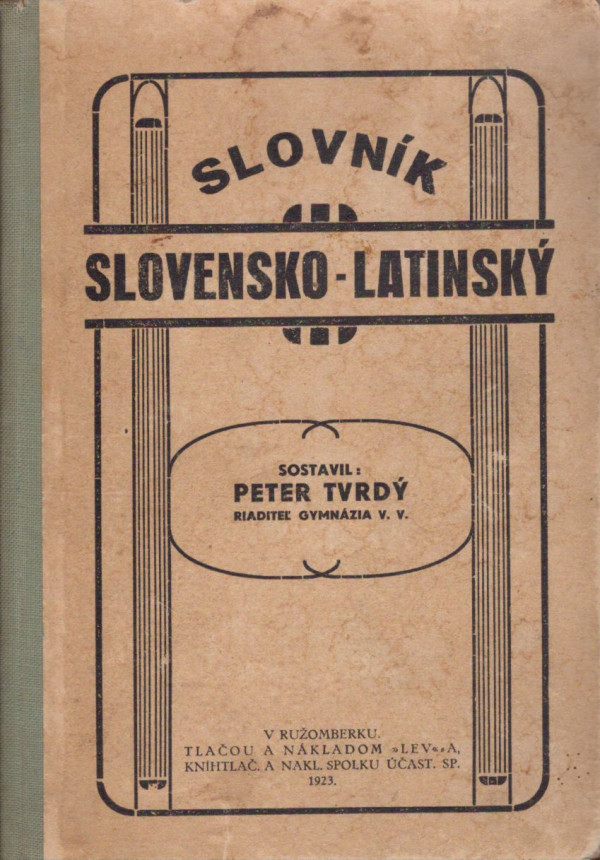 SLOVNÍK
SLOVENSKO-LATINSKÝ
SOSTAVIL:
PETER TVRDÝ
RIADITEĽ GYMNÁZIA V. V.
V RUŽOMBERKU.
TLAČOU A NÁKLADOM »LEV«-A,
KNIHTLAČ. A NAKL. SPOLKU ÚČAST. SP.
1923.